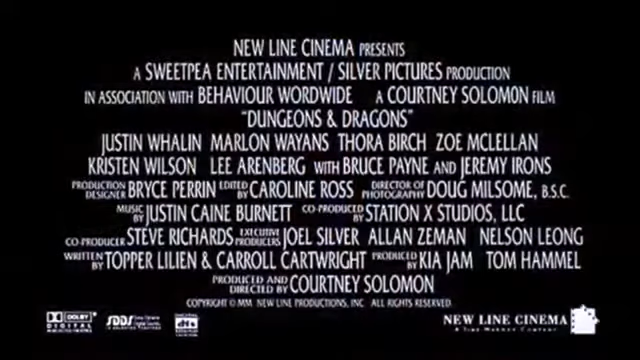 NEW LINE CINEMA PRESENTS
A SWEETPEA ENTERTAINMENT / SILVER PICTURES PRODUCTION
IN ASSOCIATION WITH BEHAVIOUR WORDWIDE A COURTNEY SOLOMON FILM
"DUNGEONS & DRAGONS"
JUSTIN WHALIN MARLON WAYANS THORA BIRCH ZOE MCLELLAN
KRISTEN WILSON LEE ARENBERG WITH BRUCE PAYNE AND JEREMY IRONS
PRODUCTION DESIGNER BRYCE PERRIN EDITED BY CAROLINE ROSS DIRECTOR OF PHOTOGRAPHY DOUG MILSOME, B.S.C.
MUSIC BY JUSTIN CAINE BURNETT CO-PRODUCED BY STATION X STUDIOS, LLC
CO-PRODUCER STEVE RICHARDS EXECUTIVE PRODUCERS JOEL SILVER ALLAN ZEMAN NELSON LEONG
WRITTEN BY TOPPER LILIEN & CARROLL CARTWRIGHT PRODUCED BY KIA JAM TOM HAMMEL
PRODUCED AND DIRECTED BY COURTNEY SOLOMON
COPYRIGHT © MM NEW LINE PRODUCTIONS, INC ALL RIGHTS RESERVED.
DOLBY DIGITAL
SDDS
dts
NEW LINE CINEMA
A TIME WARNER COMPANY